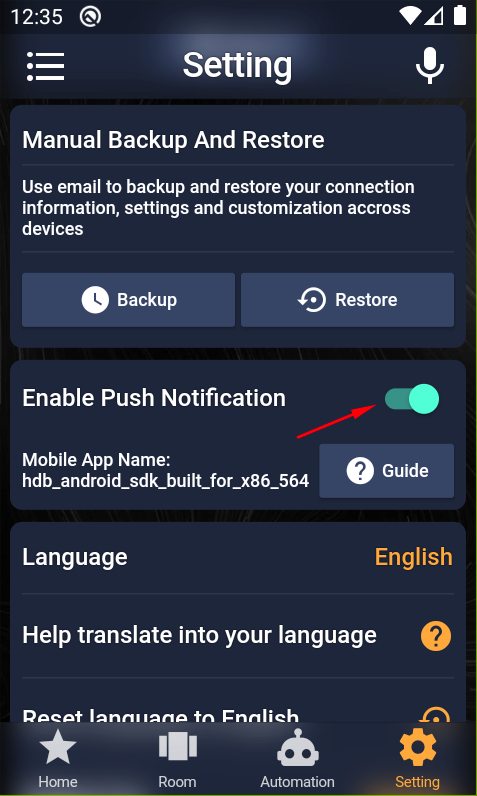 12:35
Setting
Manual Backup And Restore
Use email to backup and restore your connection
information, settings and customization accross
devices
Backup
Restore
Enable Push Notification
Mobile App Name:
hdb_android_sdk_built_for_x86_564
Guide
Language
English
Help translate into your language
Reset language to English
Home
Room
Automation
Setting